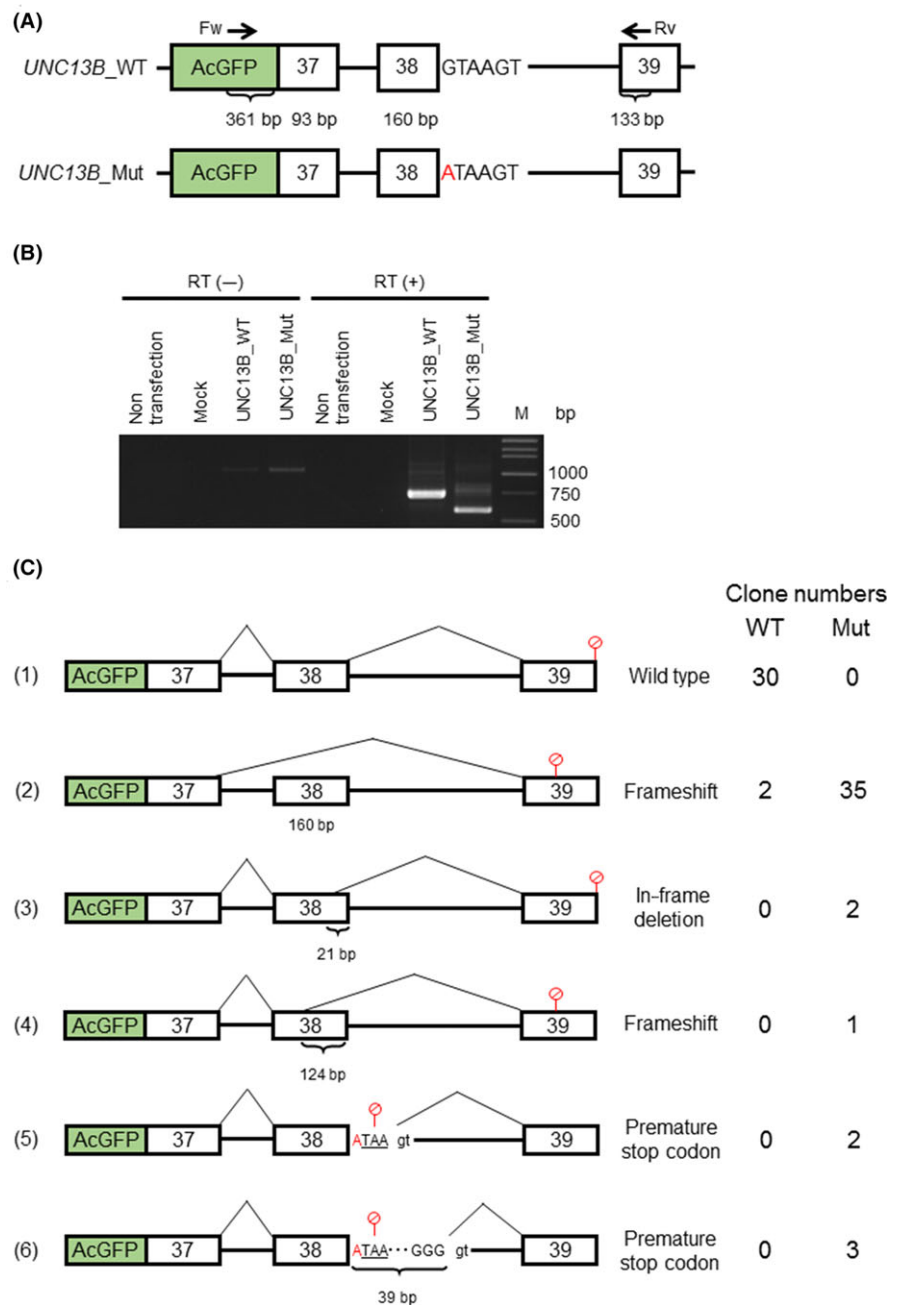 (A)
Fw Rv
UNC13B_WT AcGFP 37 38 GTAAGT 39
361 bp 93 bp 160 bp 133 bp
UNC13B_Mut AcGFP 37 38 ATAAGT 39
(B)
RT (—) RT (+)
Non transfection Mock UNC13B_WT UNC13B_Mut Non transfection Mock UNC13B_WT UNC13B_Mut M bp
1000
750
500
(C)
Clone numbers
WT Mut
(1) AcGFP 37 38 39 Wild type 30 0
(2) AcGFP 37 38 39 Frameshift 2 35
160 bp
(3) AcGFP 37 38 39 In-frame deletion 0 2
21 bp
(4) AcGFP 37 38 39 Frameshift 0 1
124 bp
(5) AcGFP 37 38 ATAA gt 39 Premature stop codon 0 2
(6) AcGFP 37 38 ATAA···GGG gt 39 Premature stop codon 0 3
39 bp